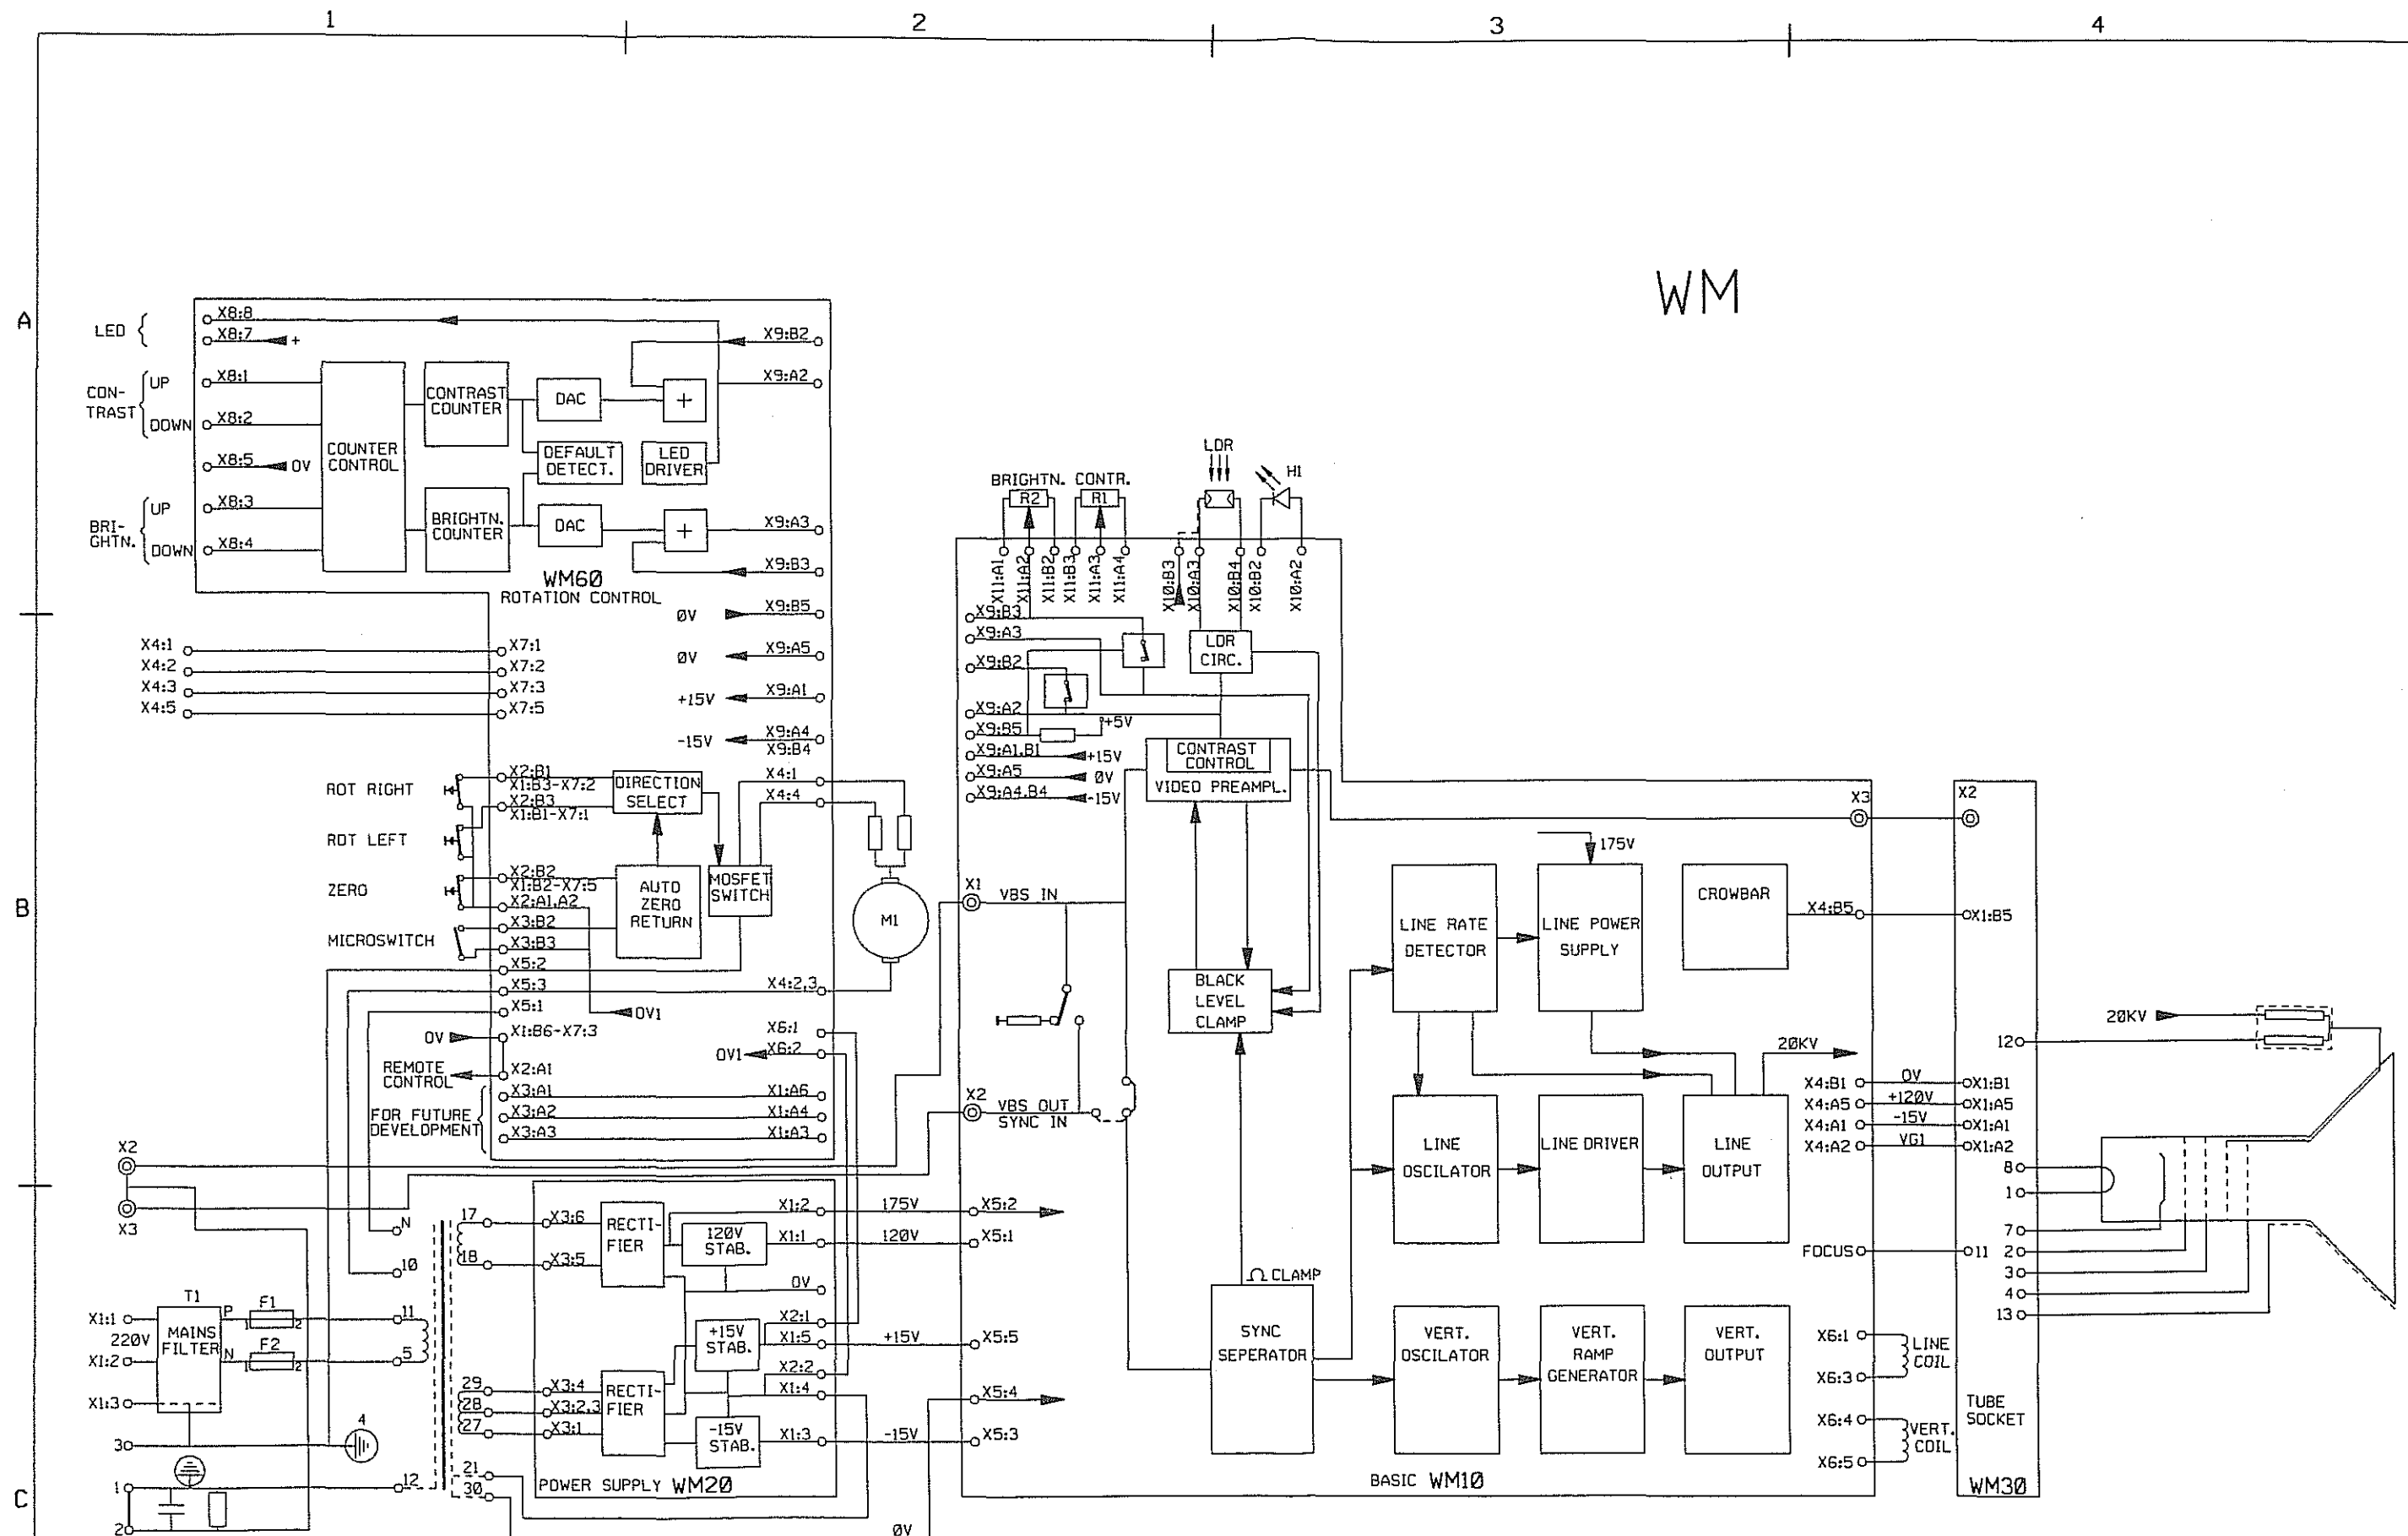 1 2 3 4
WM
A
B
C
LED {
X8:8
X8:7 +
CON-
TRAST
UP
X8:1
DOWN
X8:2
X8:5 0V
BRI-
GHTN.
UP
X8:3
DOWN
X8:4
COUNTER
CONTROL
CONTRAST
COUNTER
DAC
+
DEFAULT
DETECT.
LED
DRIVER
BRIGHTN.
COUNTER
DAC
+
X9:B2
X9:A2
X9:A3
X9:B3
WM60
ROTATION CONTROL
0V X9:B5
0V X9:A5
+15V X9:A1
-15V X9:A4
X9:B4
X4:1 X7:1
X4:2 X7:2
X4:3 X7:3
X4:5 X7:5
ROT RIGHT
ROT LEFT
ZERO
MICROSWITCH
X2:B1
X1:B3-X7:2
X2:B3
X1:B1-X7:1
X2:B2
X1:B2-X7:5
X2:A1,A2
X3:B2
X3:B3
X5:2
X5:3
X5:1
0V X1:B6-X7:3
REMOTE
CONTROL
X2:A1
FOR FUTURE
DEVELOPMENT
X3:A1 X1:A6
X3:A2 X1:A4
X3:A3 X1:A3
DIRECTION
SELECT
AUTO
ZERO
RETURN
MOSFET
SWITCH
X4:1
X4:4
M1
X4:2,3
0V1
X6:1
0V1 X6:2
X2
X3
N
10
T1
MAINS
FILTER
X1:1
220V
X1:2
X1:3
P F1
1 2
N F2
1 2
11
5
3
4
1
2
12
17
18
29
28
27
21
30
X3:6
X3:5
X3:4
X3:2,3
X3:1
RECTI-
FIER
120V
STAB.
RECTI-
FIER
+15V
STAB.
-15V
STAB.
X1:2 175V X5:2
X1:1 120V X5:1
0V
X2:1
X1:5 +15V X5:5
X2:2
X1:4
X5:4
X1:3 -15V X5:3
POWER SUPPLY WM20
0V
BRIGHTN. CONTR.
R2 R1
LDR
H1
X11:A1
X11:A2
X11:B2
X11:B3
X11:A3
X11:A4
X10:B3
X10:A3
X10:B4
X10:B2
X10:A2
X9:B3
X9:A3
X9:B2
X9:A2
X9:B5 +5V
X9:A1,B1 +15V
X9:A5 0V
X9:A4,B4 -15V
LDR
CIRC.
CONTRAST
CONTROL
VIDEO PREAMPL.
X1
VBS IN
X2
VBS OUT
SYNC IN
BLACK
LEVEL
CLAMP
CLAMP
SYNC
SEPERATOR
LINE RATE
DETECTOR
175V
LINE POWER
SUPPLY
CROWBAR
LINE
OSCILATOR
LINE DRIVER
LINE
OUTPUT
20KV
VERT.
OSCILATOR
VERT.
RAMP
GENERATOR
VERT.
OUTPUT
BASIC WM10
X3 X2
X4:B5 X1:B5
X4:B1 0V X1:B1
X4:A5 +120V X1:A5
X4:A1 -15V X1:A1
X4:A2 VG1 X1:A2
FOCUS 11
X6:1
X6:3
LINE
COIL
X6:4
X6:5
VERT.
COIL
TUBE
SOCKET
WM30
20KV
12
8
1
7
2
3
4
13